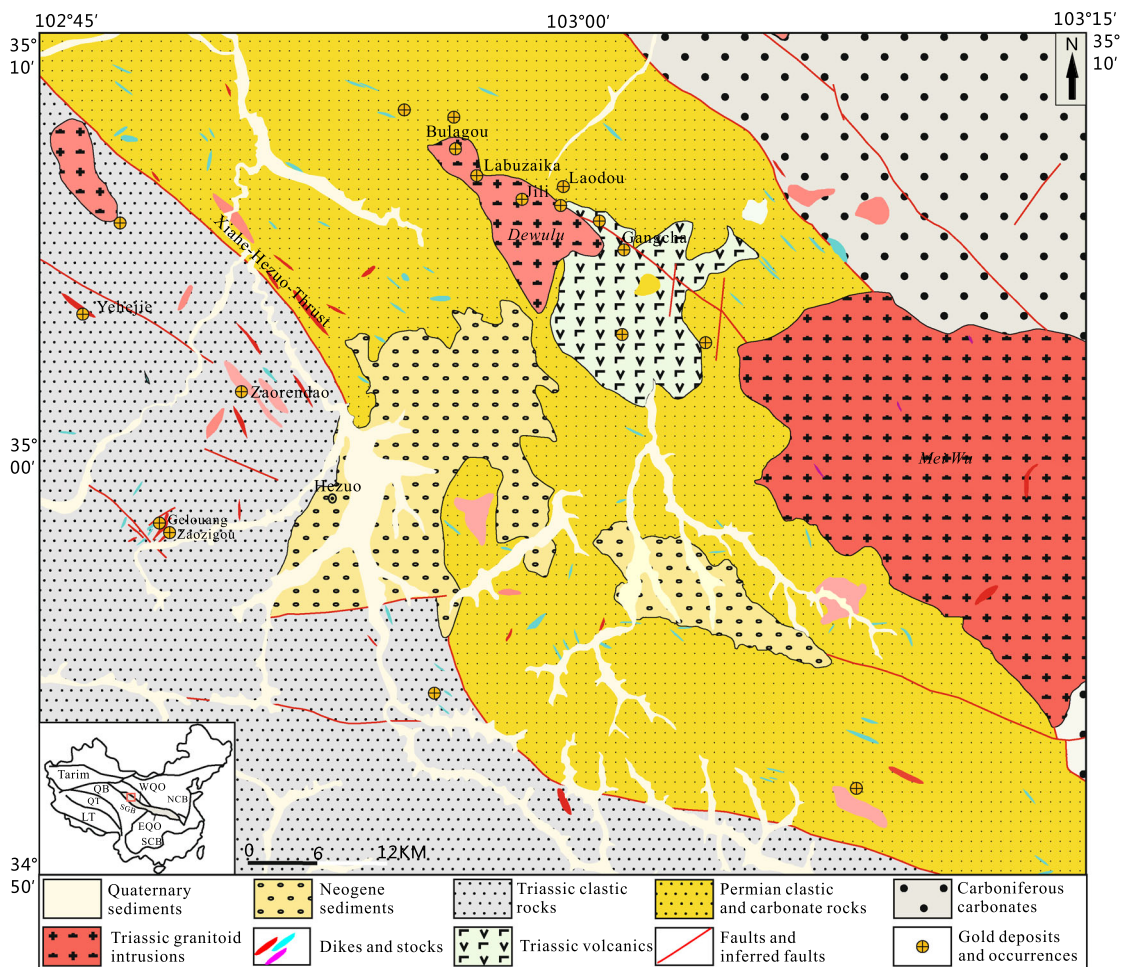 102°45′
103°00′
103°15′
35°
10′
35°
10′
N
Bulagou
Labuzaika
Laodou
Jili
Dewulu
Gangcha
Xiahe-Hezuo-Thrust
Yehejie
Zaorendao
35°
00′
Mei Wu
Hezuo
Gelouang
Zaozigou
Tarim
QB
WQO
QT
SGB
NCB
LT
EQO
SCB
0 6 12KM
34°
50′
Quaternary
sediments
Neogene
sediments
Triassic clastic
rocks
Permian clastic
and carbonate rocks
Carboniferous
carbonates
Triassic granitoid
intrusions
Dikes and stocks
Triassic volcanics
Faults and
inferred faults
Gold deposits
and occurrences